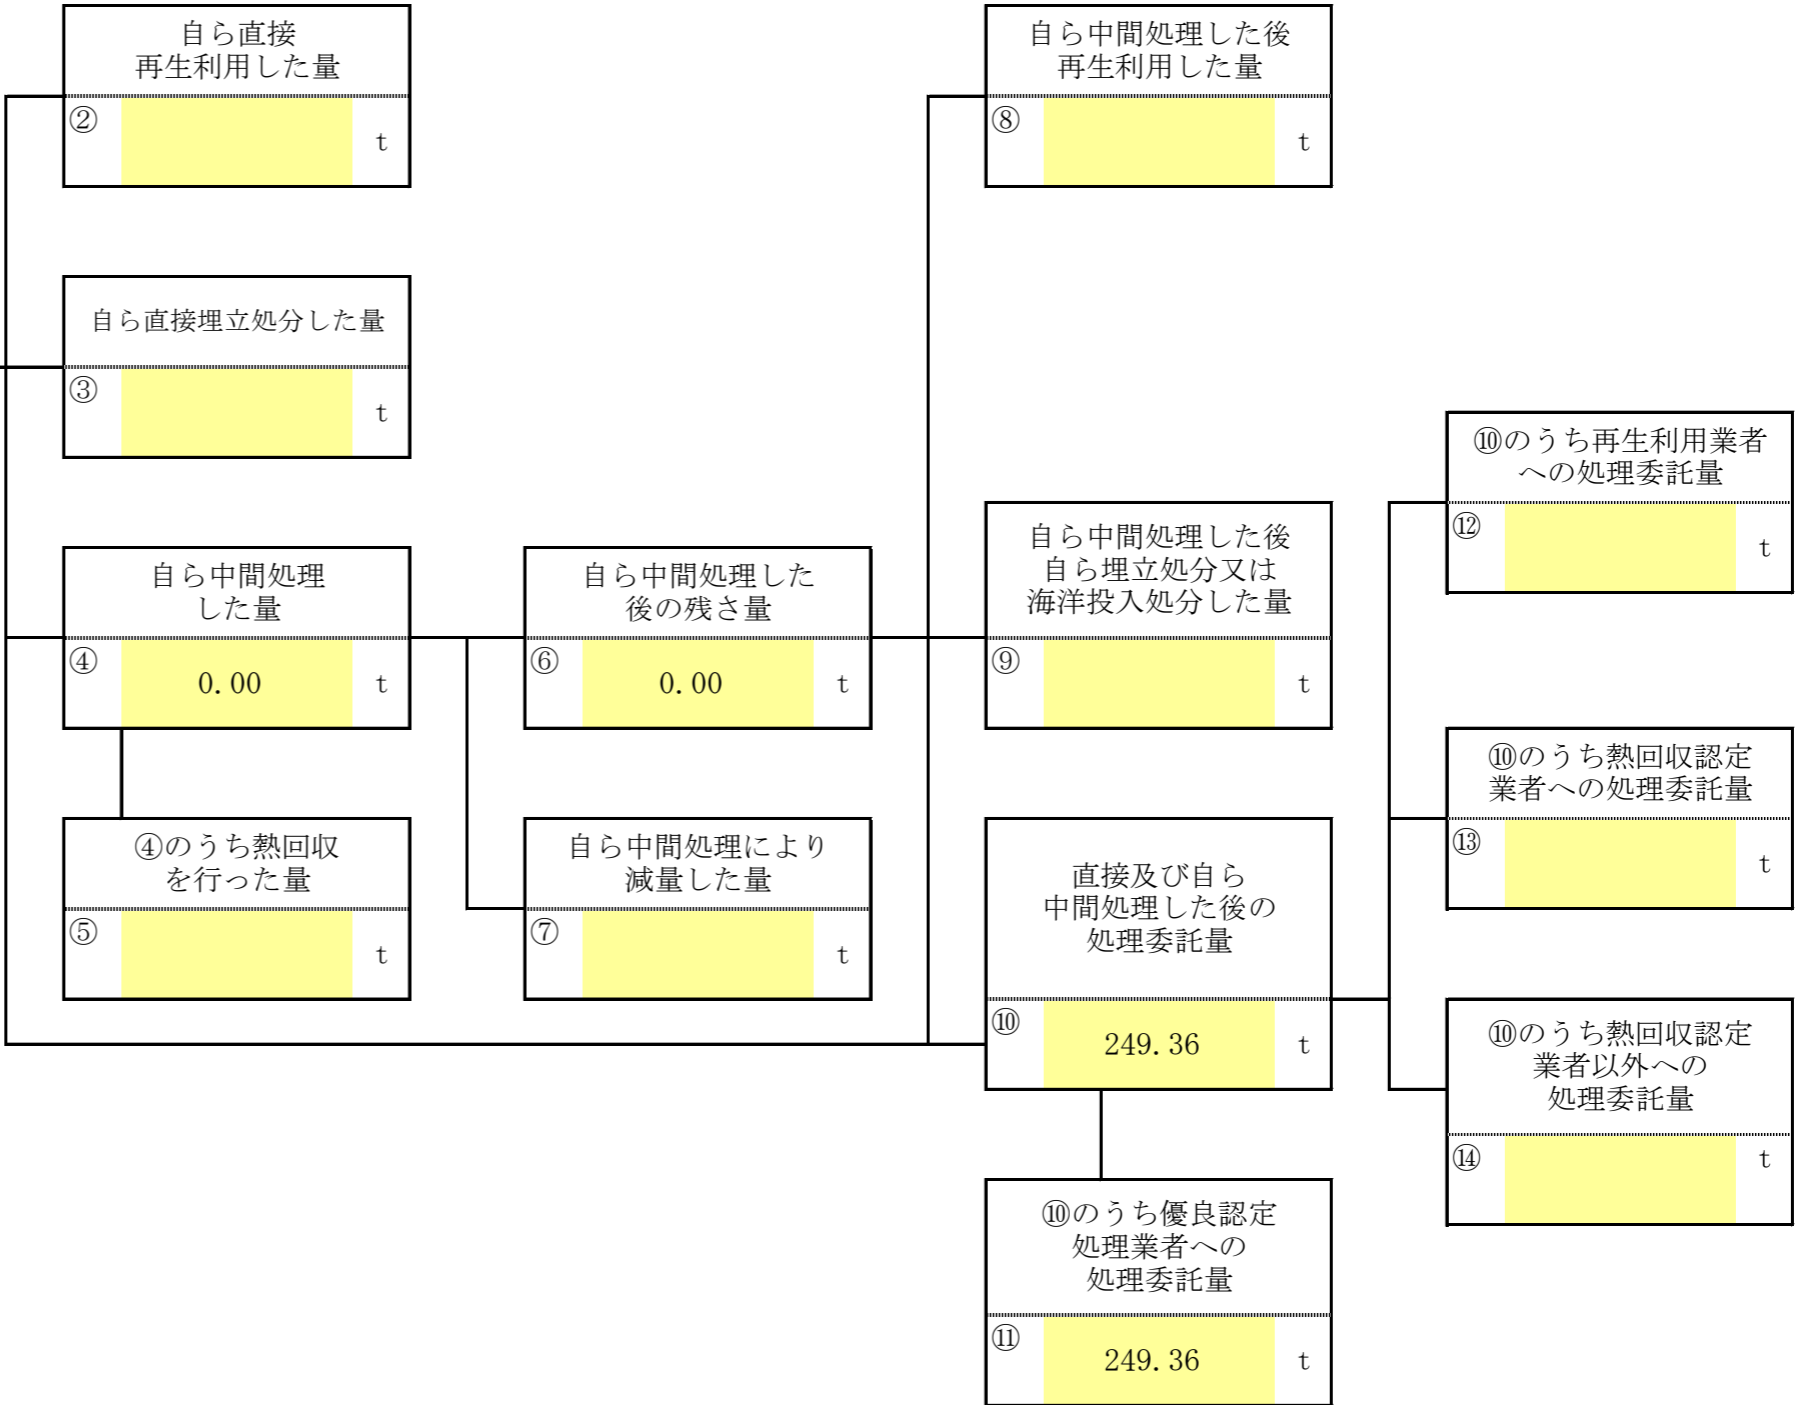 自ら直接
再生利用した量
② t
自ら中間処理した後
再生利用した量
⑧ t
自ら直接埋立処分した量
③ t
⑩のうち再生利用業者
への処理委託量
⑫ t
自ら中間処理
した量
④ 0.00 t
自ら中間処理した
後の残さ量
⑥ 0.00 t
自ら中間処理した後
自ら埋立処分又は
海洋投入処分した量
⑨ t
⑩のうち熱回収認定
業者への処理委託量
⑬ t
④のうち熱回収
を行った量
⑤ t
自ら中間処理により
減量した量
⑦ t
直接及び自ら
中間処理した後の
処理委託量
⑩ 249.36 t
⑩のうち熱回収認定
業者以外への
処理委託量
⑭ t
⑩のうち優良認定
処理業者への
処理委託量
⑪ 249.36 t